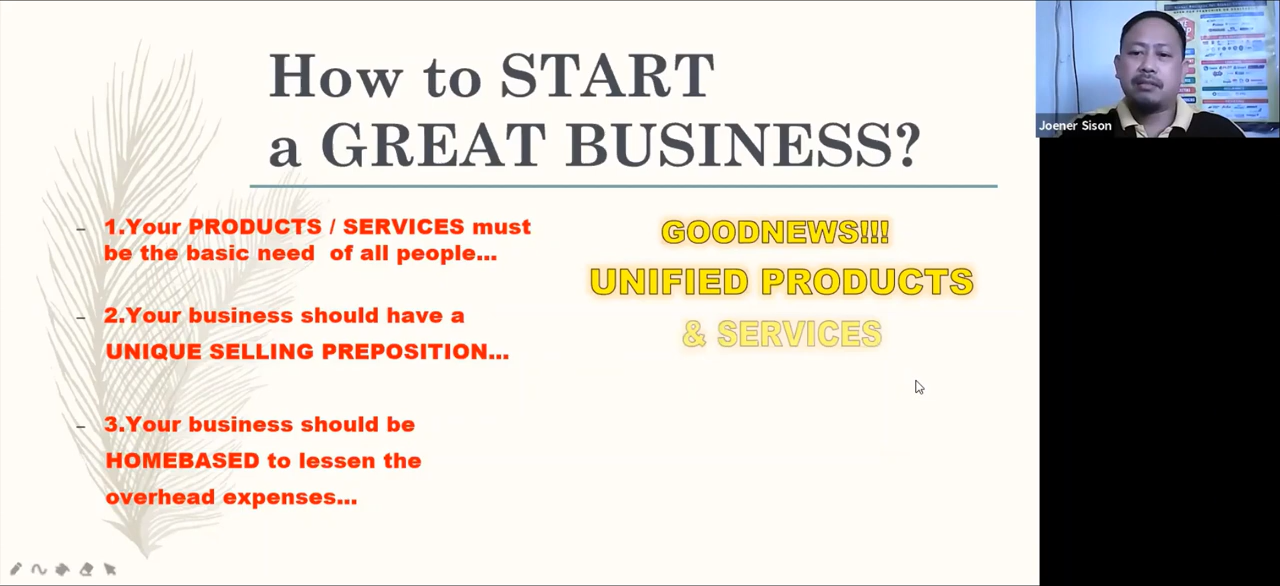 How to START
a GREAT BUSINESS?
– 1.Your PRODUCTS / SERVICES must
be the basic need of all people...
– 2.Your business should have a
UNIQUE SELLING PREPOSITION...
– 3.Your business should be
HOMEBASED to lessen the
overhead expenses...
GOODNEWS!!!
UNIFIED PRODUCTS
& SERVICES
Joener Sison